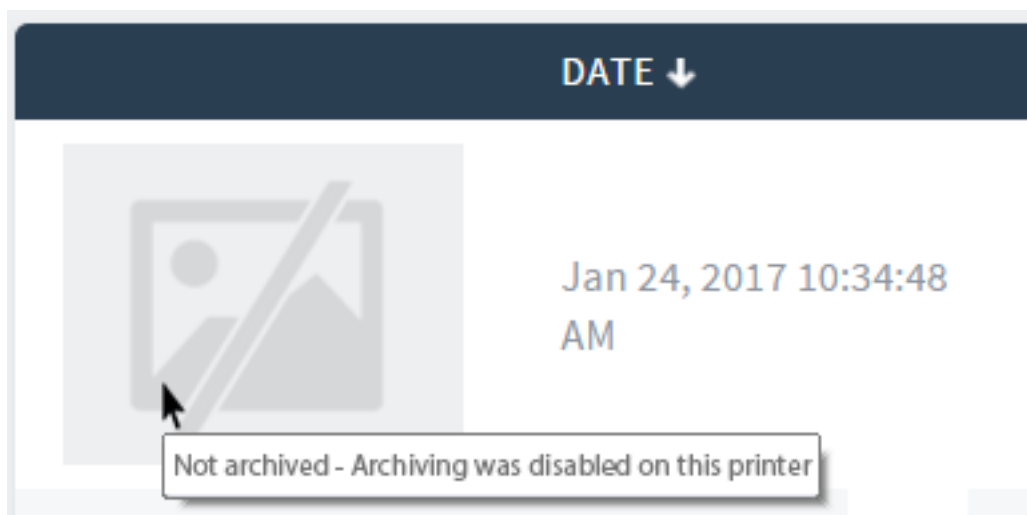 DATE
Jan 24, 2017 10:34:48
AM
Not archived - Archiving was disabled on this printer